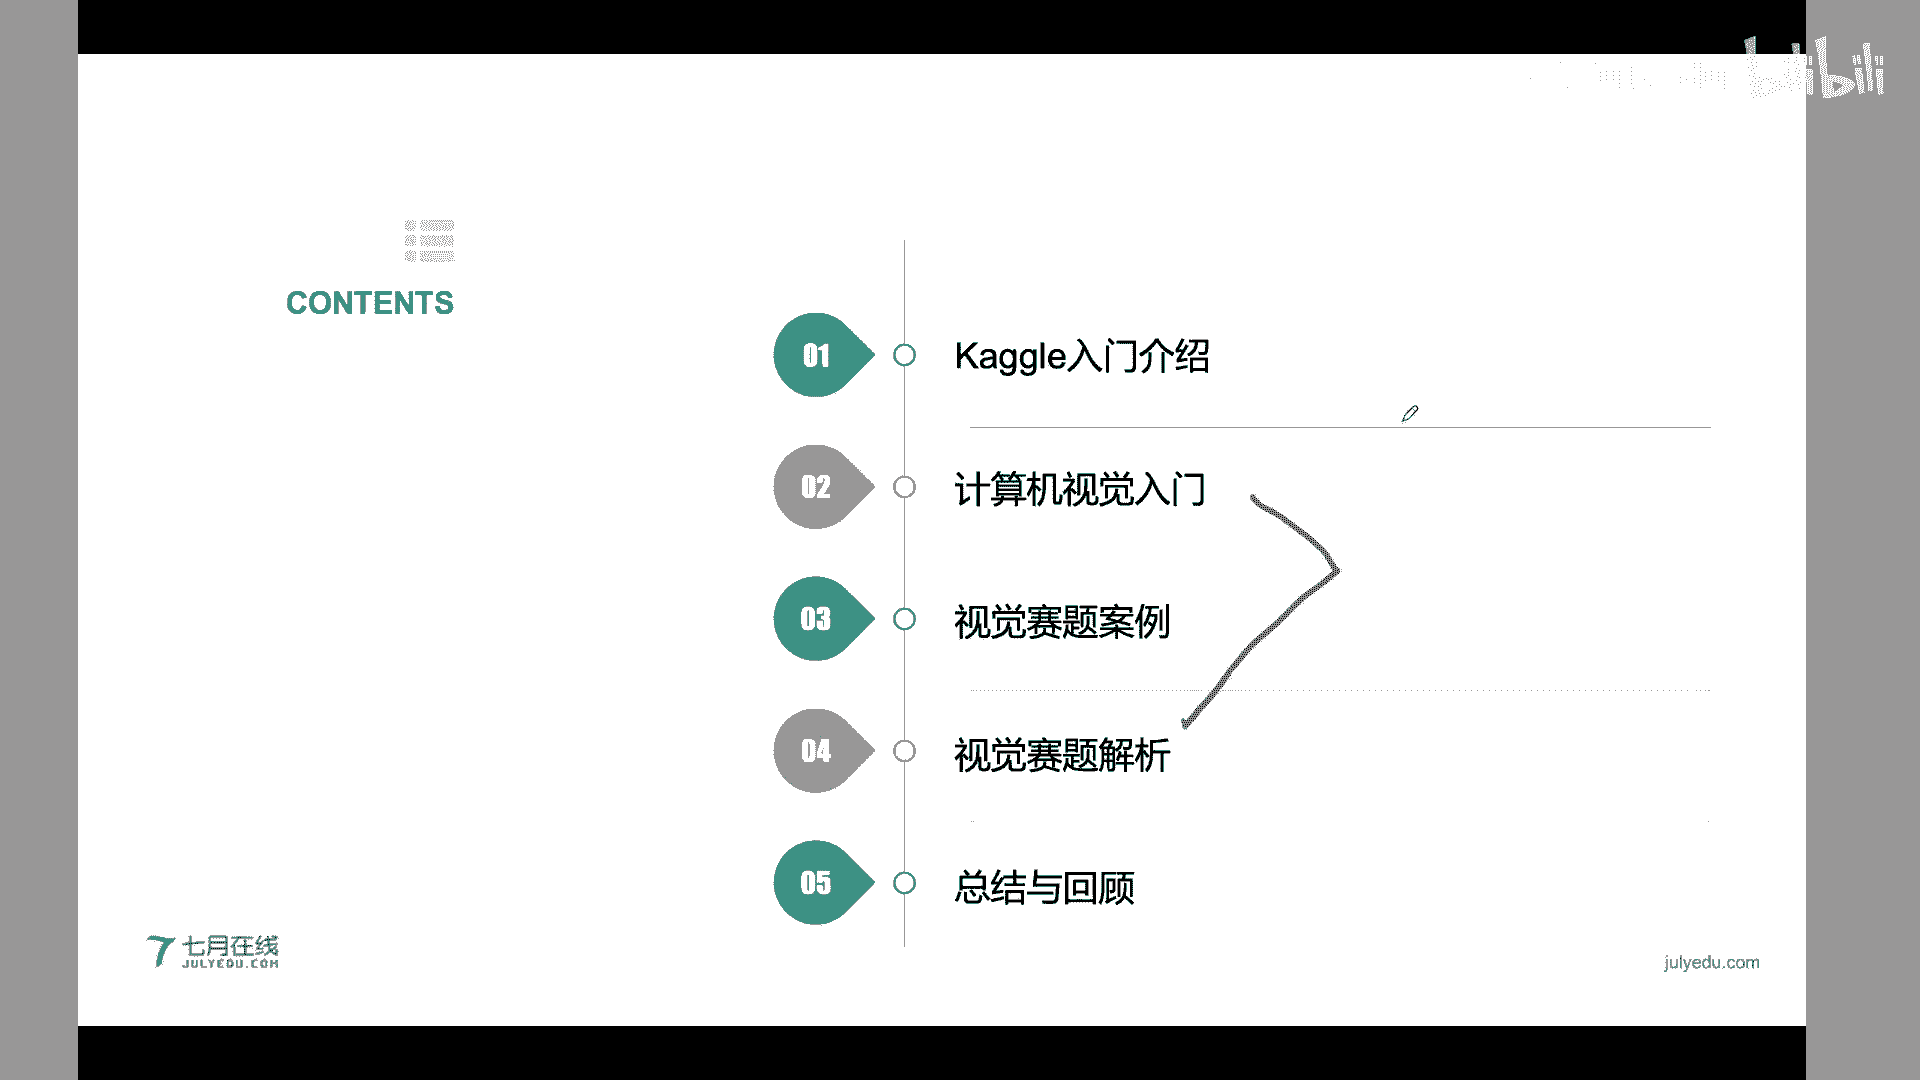 bilibili
CONTENTS
01
Kaggle入门介绍
02
计算机视觉入门
03
视觉赛题案例
04
视觉赛题解析
05
总结与回顾
七月在线
JULYEDU.COM
julyedu.com